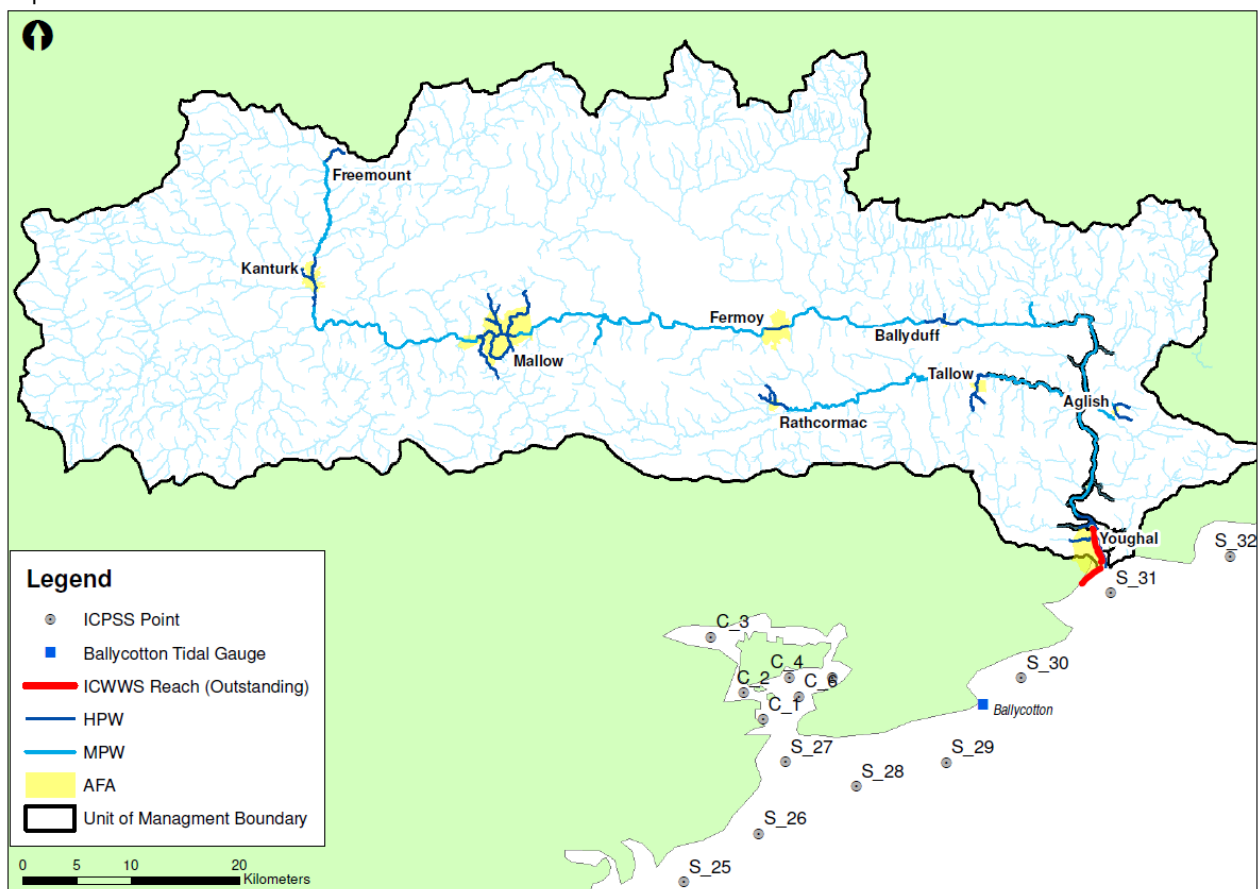 Freemount
Kanturk
Fermoy
Ballyduff
Mallow
Tallow
Aglish
Rathcormac
Youghal
S_32
S_31
C_3
C_4
S_30
C_2
C_6
C_1
Ballycotton
S_27
S_29
S_28
S_26
S_25
Legend
ICPSS Point
Ballycotton Tidal Gauge
ICWWS Reach (Outstanding)
HPW
MPW
AFA
Unit of Managment Boundary
0 5 10 20
Kilometers